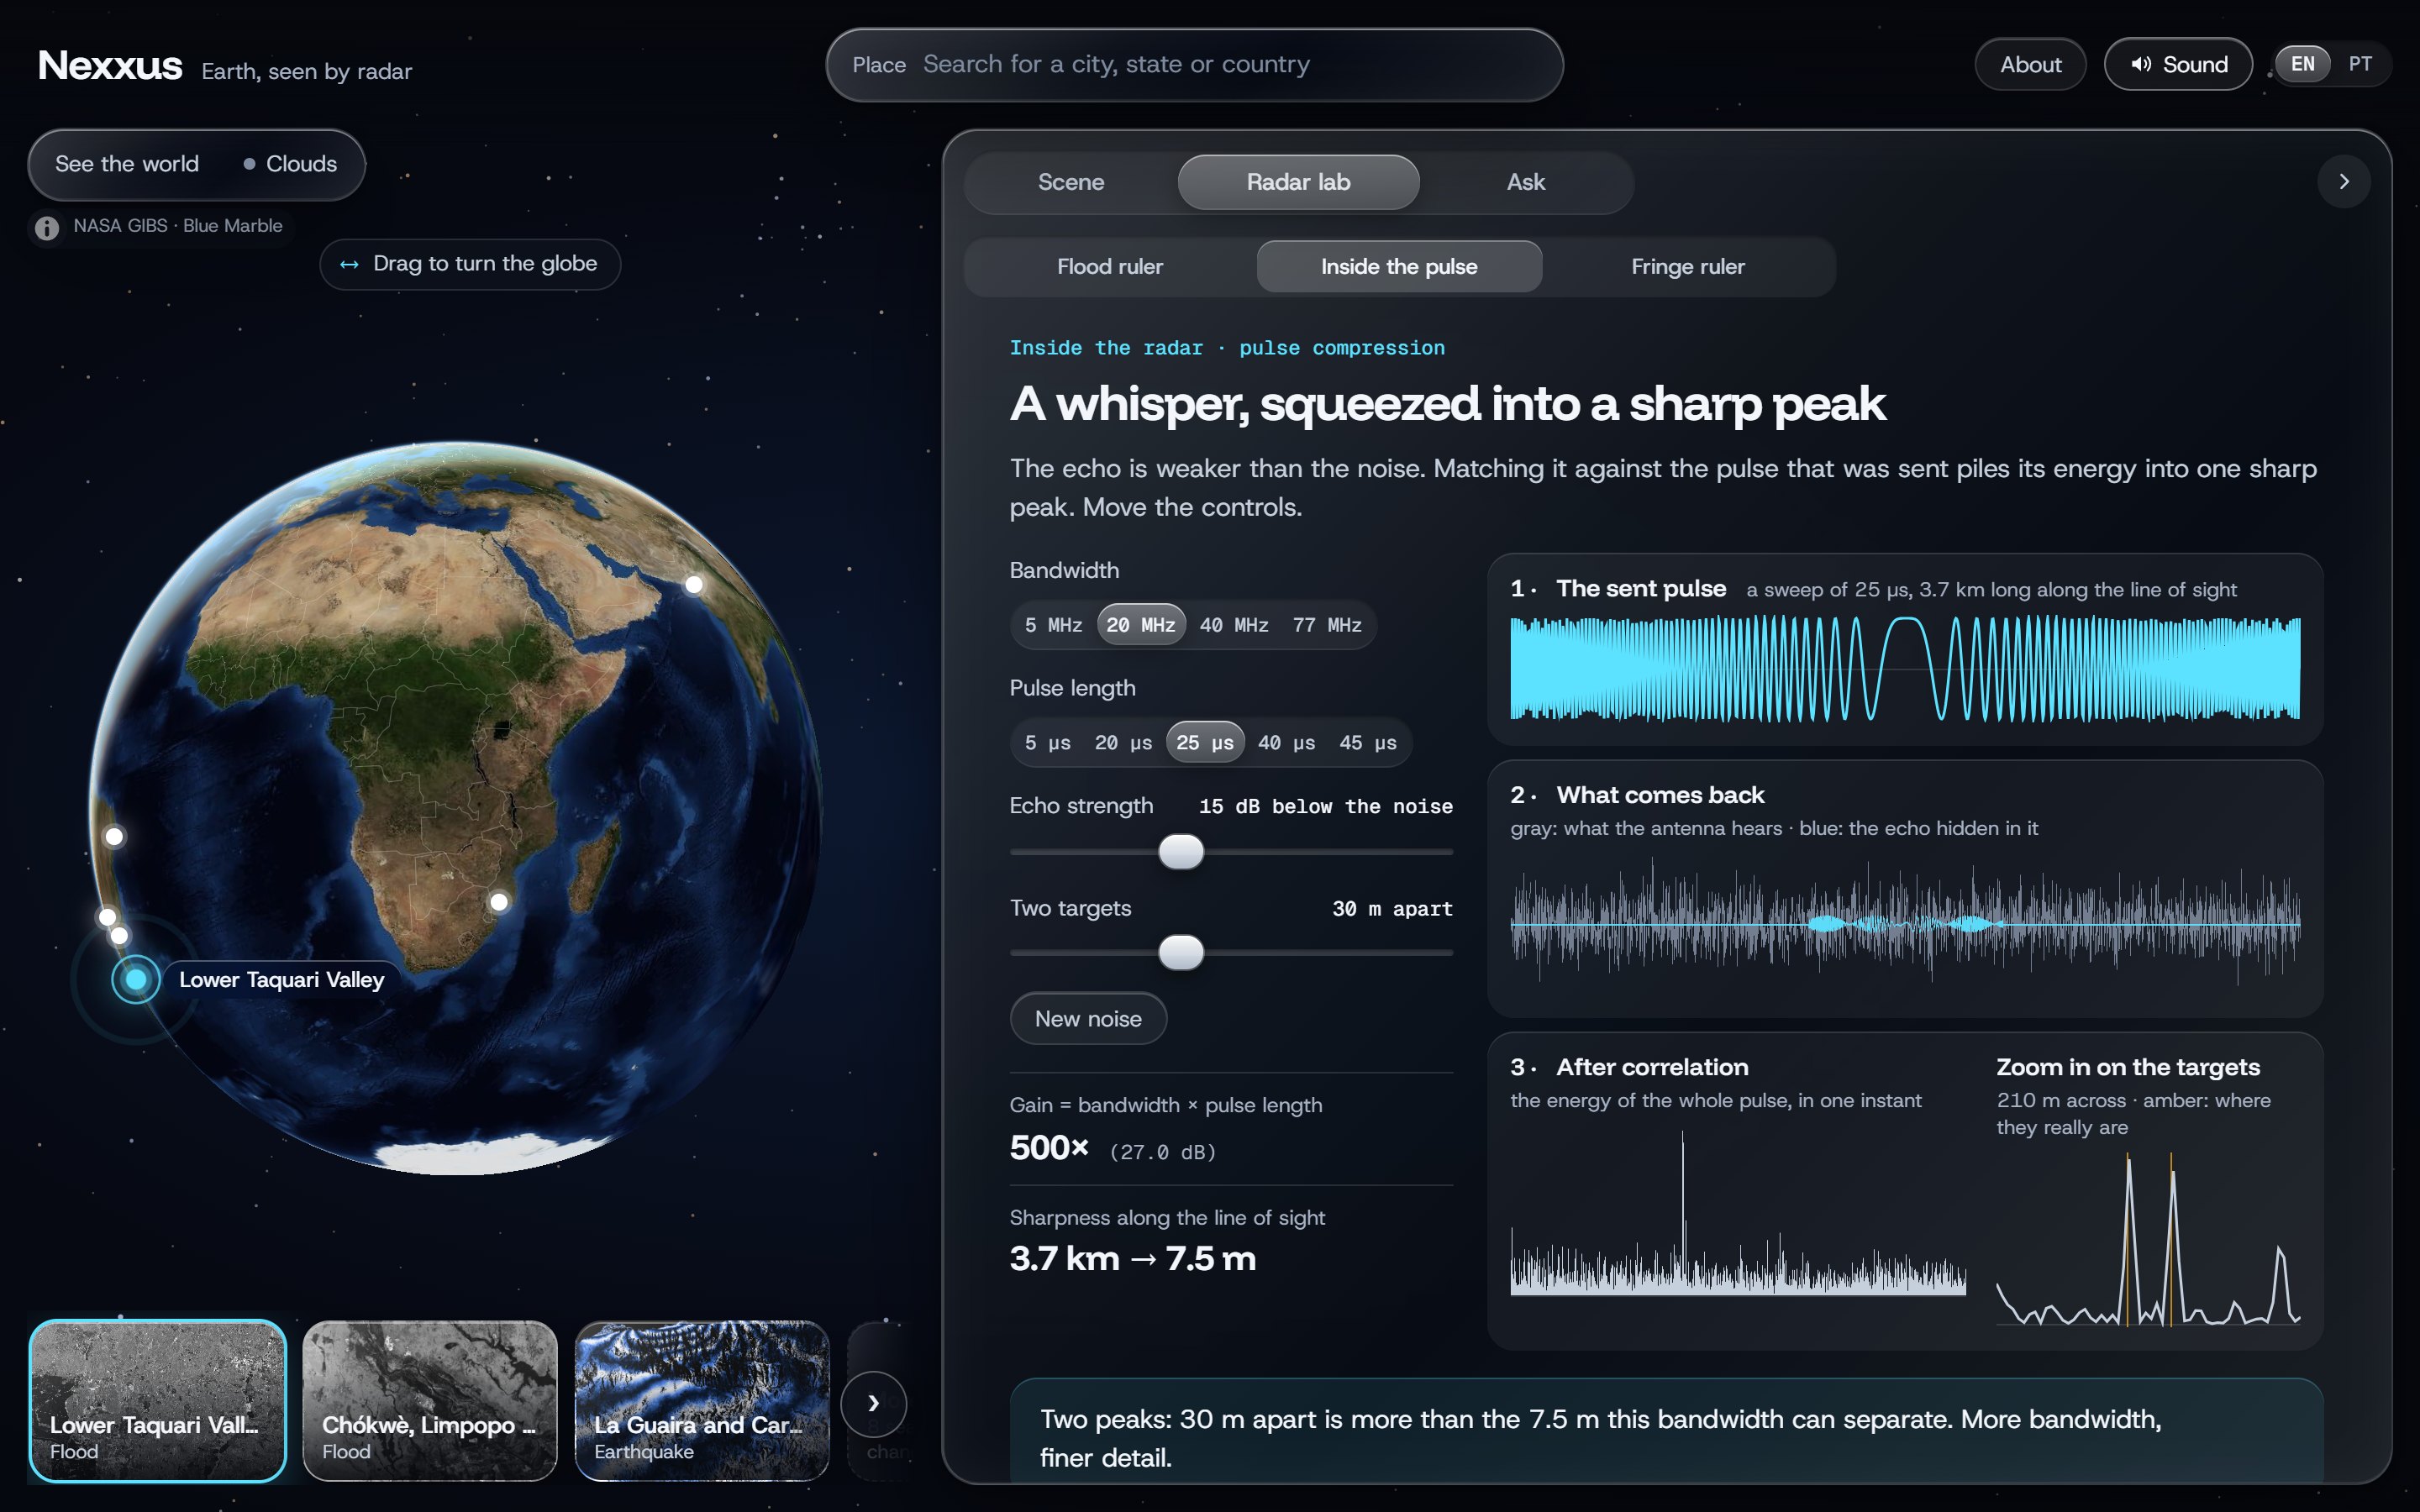 Nexxus Earth, seen by radar
Place Search for a city, state or country
About Sound EN PT
See the world Clouds
NASA GIBS · Blue Marble
Drag to turn the globe
Lower Taquari Valley
Lower Taquari Vall...
Flood
Chókwè, Limpopo ...
Flood
La Guaira and Car...
Earthquake
Scene Radar lab Ask
Flood ruler Inside the pulse Fringe ruler
Inside the radar · pulse compression
A whisper, squeezed into a sharp peak
The echo is weaker than the noise. Matching it against the pulse that was sent piles its energy into one sharp
peak. Move the controls.
Bandwidth
5 MHz 20 MHz 40 MHz 77 MHz
Pulse length
5 µs 20 µs 25 µs 40 µs 45 µs
Echo strength 15 dB below the noise
Two targets 30 m apart
New noise
Gain = bandwidth × pulse length
500× (27.0 dB)
Sharpness along the line of sight
3.7 km → 7.5 m
1 · The sent pulse a sweep of 25 µs, 3.7 km long along the line of sight
2 · What comes back
gray: what the antenna hears · blue: the echo hidden in it
3 · After correlation
the energy of the whole pulse, in one instant
Zoom in on the targets
210 m across · amber: where
they really are
Two peaks: 30 m apart is more than the 7.5 m this bandwidth can separate. More bandwidth,
finer detail.